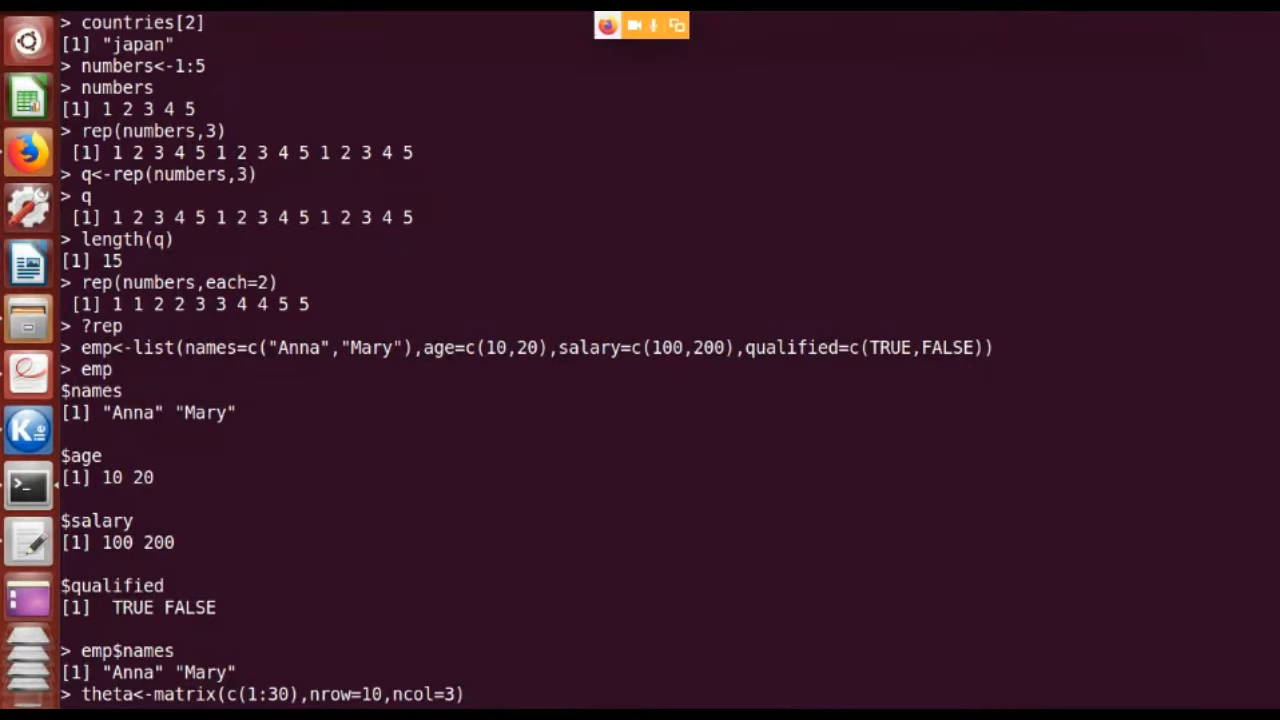 > countries[2]
[1] "japan"
> numbers<-1:5
> numbers
[1] 1 2 3 4 5
> rep(numbers,3)
 [1] 1 2 3 4 5 1 2 3 4 5 1 2 3 4 5
> q<-rep(numbers,3)
> q
 [1] 1 2 3 4 5 1 2 3 4 5 1 2 3 4 5
> length(q)
[1] 15
> rep(numbers,each=2)
 [1] 1 1 2 2 3 3 4 4 5 5
> ?rep
> emp<-list(names=c("Anna","Mary"),age=c(10,20),salary=c(100,200),qualified=c(TRUE,FALSE))
> emp
$names
[1] "Anna" "Mary"

$age
[1] 10 20

$salary
[1] 100 200

$qualified
[1]  TRUE FALSE

> emp$names
[1] "Anna" "Mary"
> theta<-matrix(c(1:30),nrow=10,ncol=3)